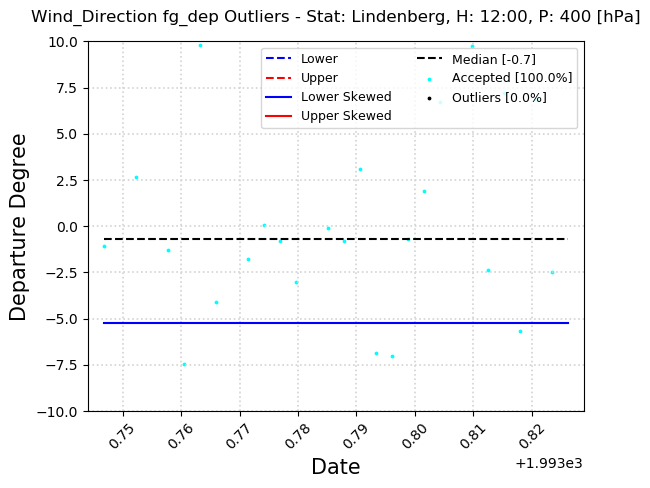 Wind_Direction fg_dep Outliers - Stat: Lindenberg, H: 12:00, P: 400 [hPa]
10.0
7.5
5.0
2.5
0.0
−2.5
−5.0
−7.5
−10.0
Departure Degree
Lower
Upper
Lower Skewed
Upper Skewed
Median [-0.7]
Accepted [100.0%]
Outliers [0.0%]
0.75
0.76
0.77
0.78
0.79
0.80
0.81
0.82
+1.993e3
Date